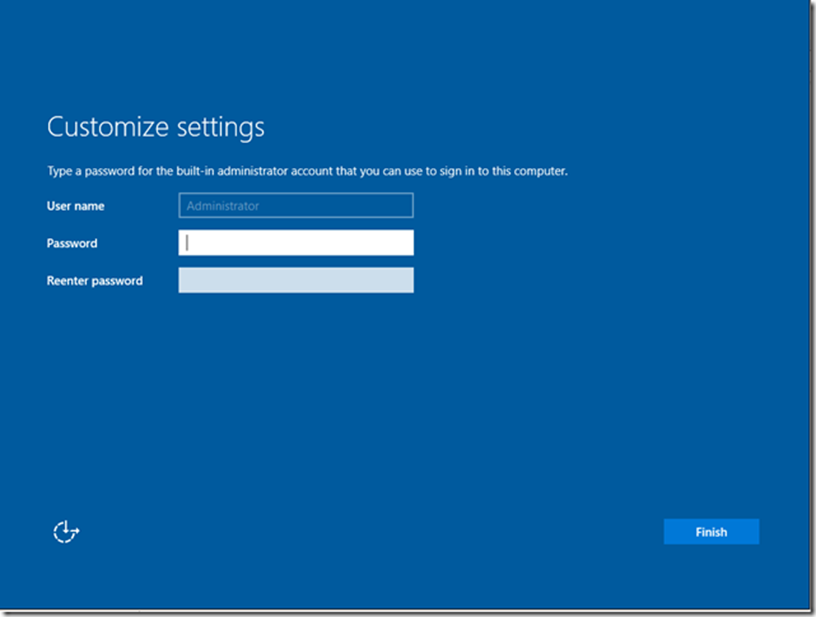 Customize settings
Type a password for the built-in administrator account that you can use to sign in to this computer.
User name
Administrator
Password
Reenter password
Finish